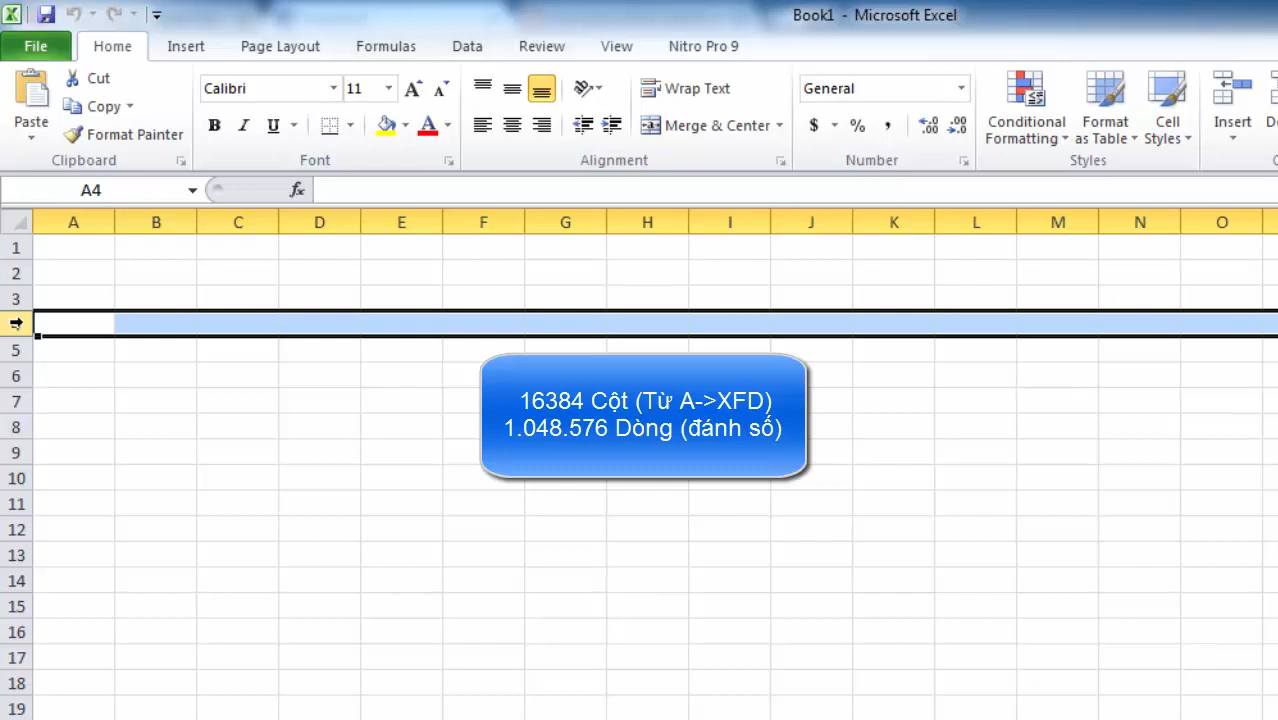 Book1 - Microsoft Excel
File Home Insert Page Layout Formulas Data Review View Nitro Pro 9
Paste
Cut
Copy
Format Painter
Clipboard
Calibri 11
B I U A
Font
Wrap Text
Merge & Center
Alignment
General
$ % ,
Number
Conditional Formatting
Format as Table
Cell Styles
Styles
Insert
A4 fx
A B C D E F G H I J K L M N O
1
2
3
5
6
7
8
9
10
11
12
13
14
15
16
17
18
19
16384 Cột (Từ A->XFD)
1.048.576 Dòng (đánh số)